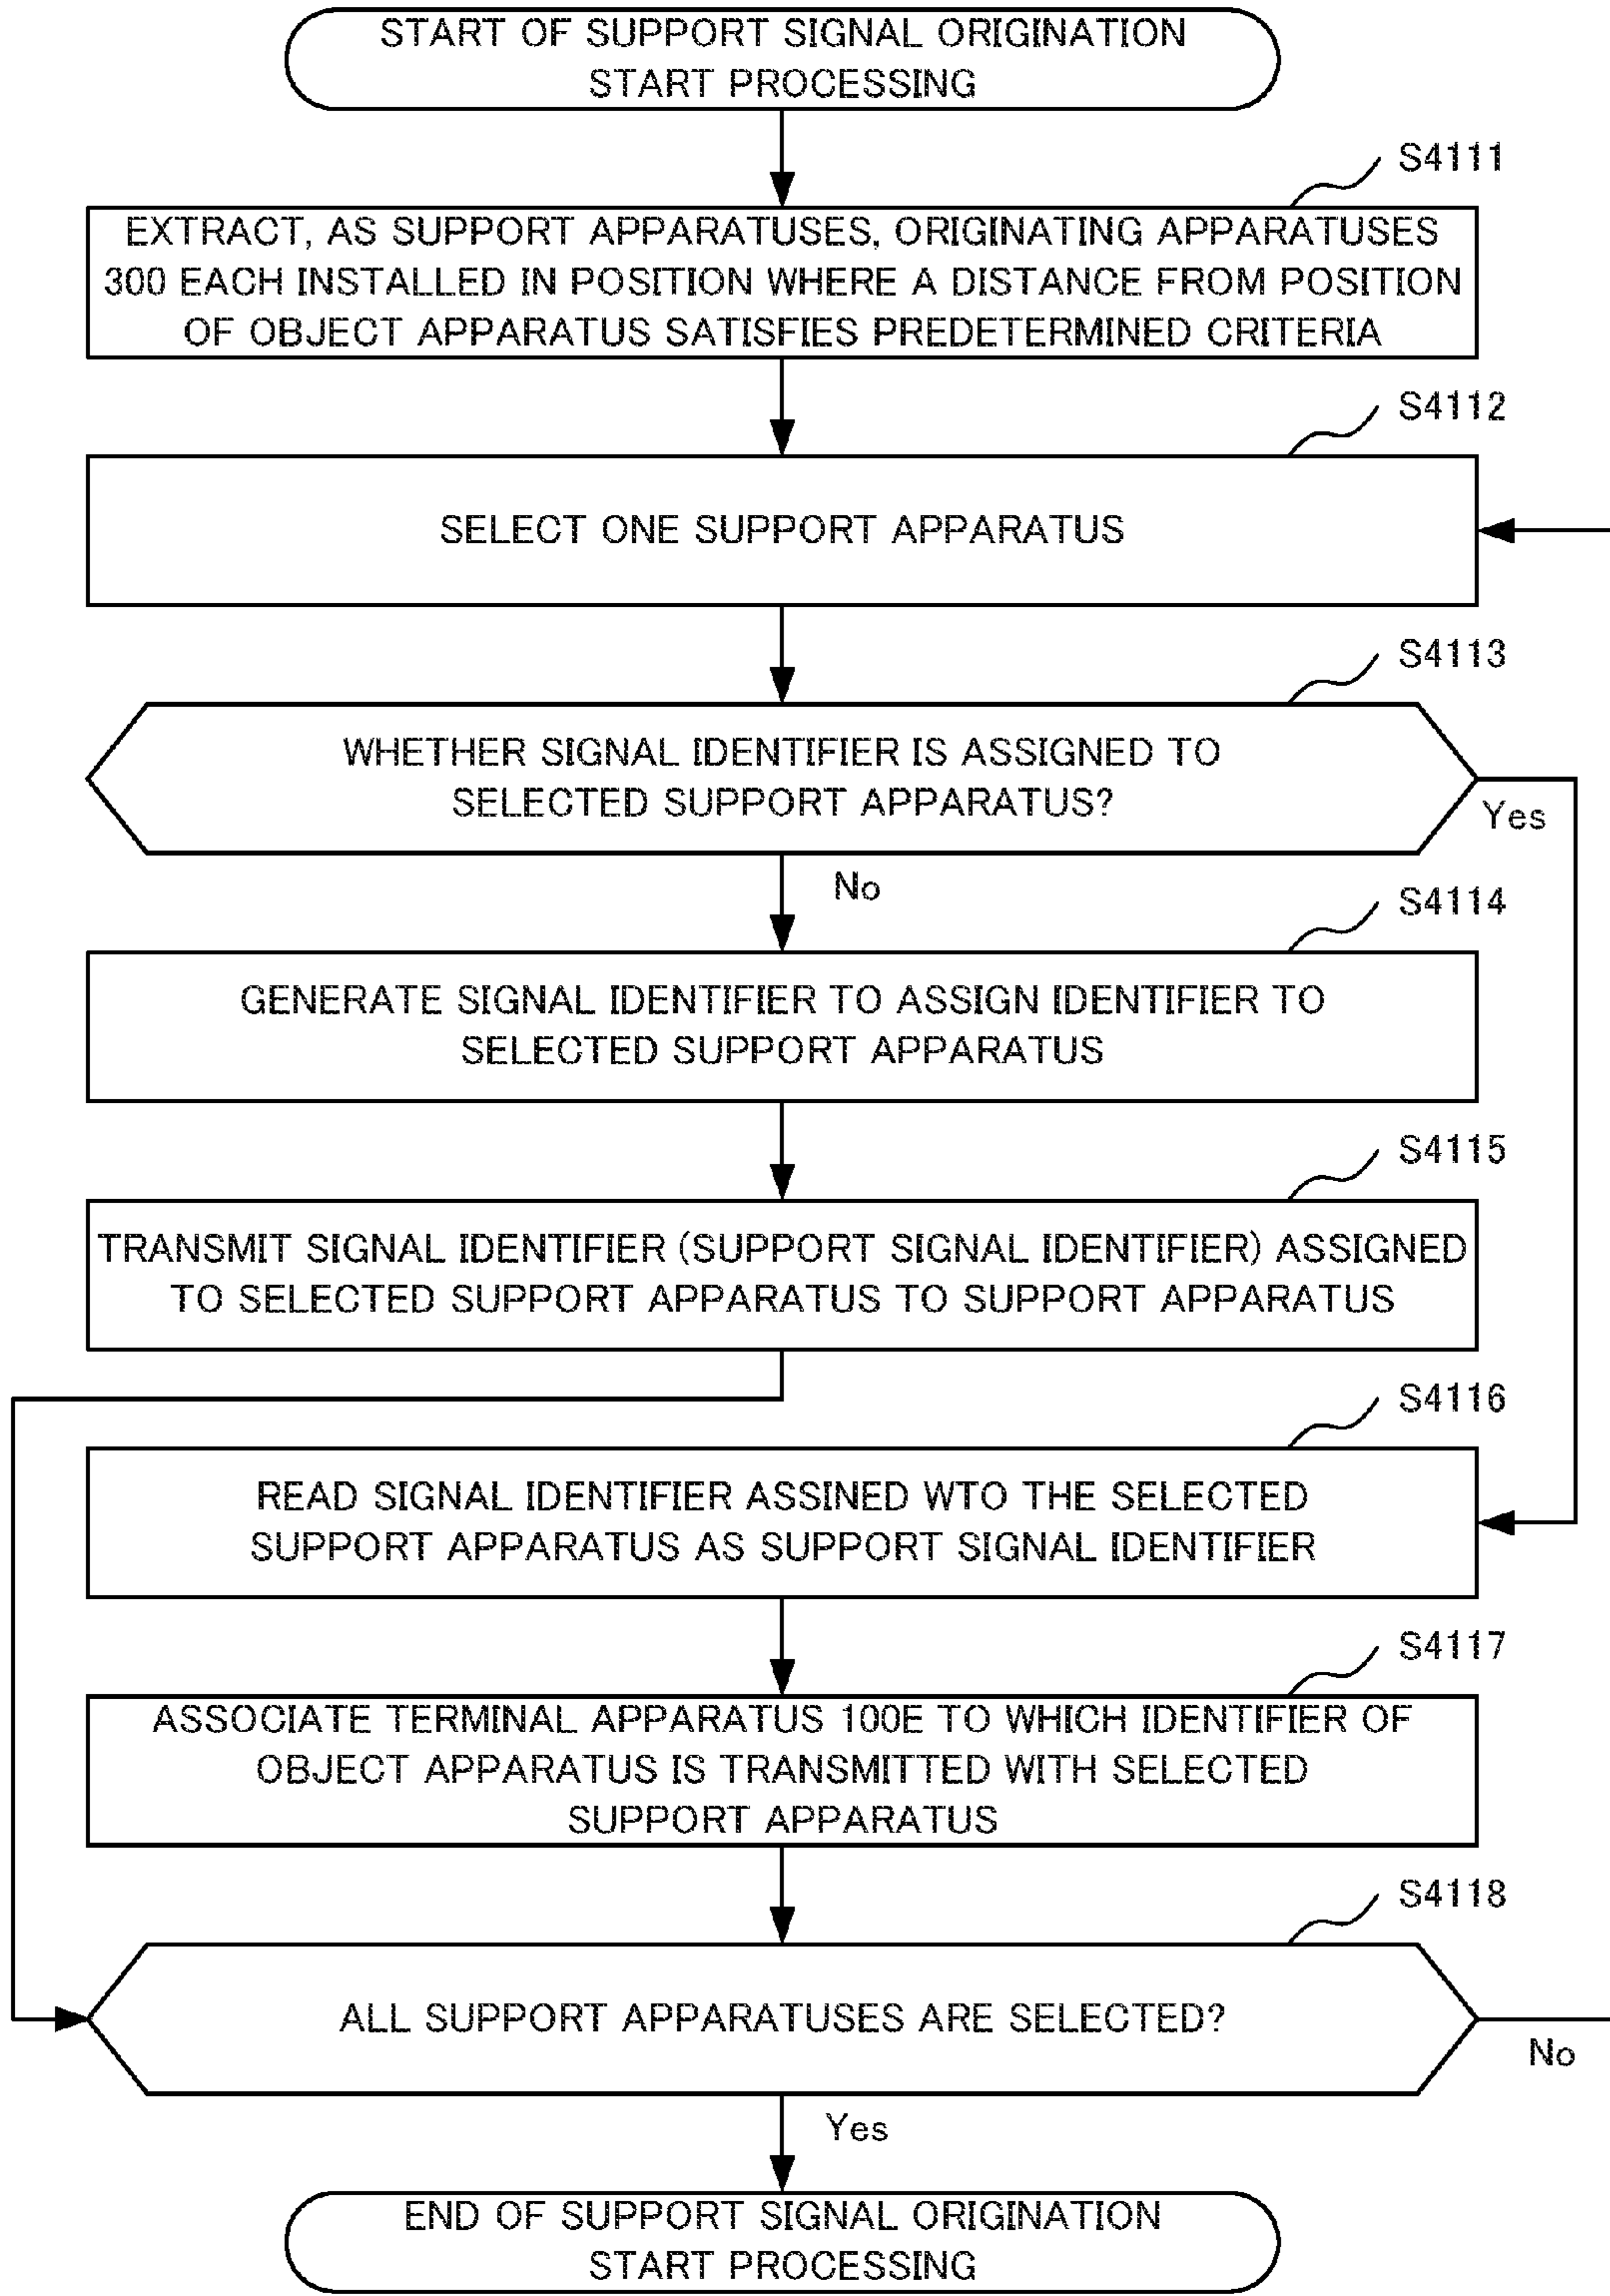 START OF SUPPORT SIGNAL ORIGINATION
START PROCESSING
S4111
EXTRACT, AS SUPPORT APPARATUSES, ORIGINATING APPARATUSES
300 EACH INSTALLED IN POSITION WHERE A DISTANCE FROM POSITION
OF OBJECT APPARATUS SATISFIES PREDETERMINED CRITERIA
S4112
SELECT ONE SUPPORT APPARATUS
S4113
WHETHER SIGNAL IDENTIFIER IS ASSIGNED TO
SELECTED SUPPORT APPARATUS?
Yes
No
S4114
GENERATE SIGNAL IDENTIFIER TO ASSIGN IDENTIFIER TO
SELECTED SUPPORT APPARATUS
S4115
TRANSMIT SIGNAL IDENTIFIER (SUPPORT SIGNAL IDENTIFIER) ASSIGNED
TO SELECTED SUPPORT APPARATUS TO SUPPORT APPARATUS
S4116
READ SIGNAL IDENTIFIER ASSINED WTO THE SELECTED
SUPPORT APPARATUS AS SUPPORT SIGNAL IDENTIFIER
S4117
ASSOCIATE TERMINAL APPARATUS 100E TO WHICH IDENTIFIER OF
OBJECT APPARATUS IS TRANSMITTED WITH SELECTED
SUPPORT APPARATUS
S4118
ALL SUPPORT APPARATUSES ARE SELECTED?
No
Yes
END OF SUPPORT SIGNAL ORIGINATION
START PROCESSING